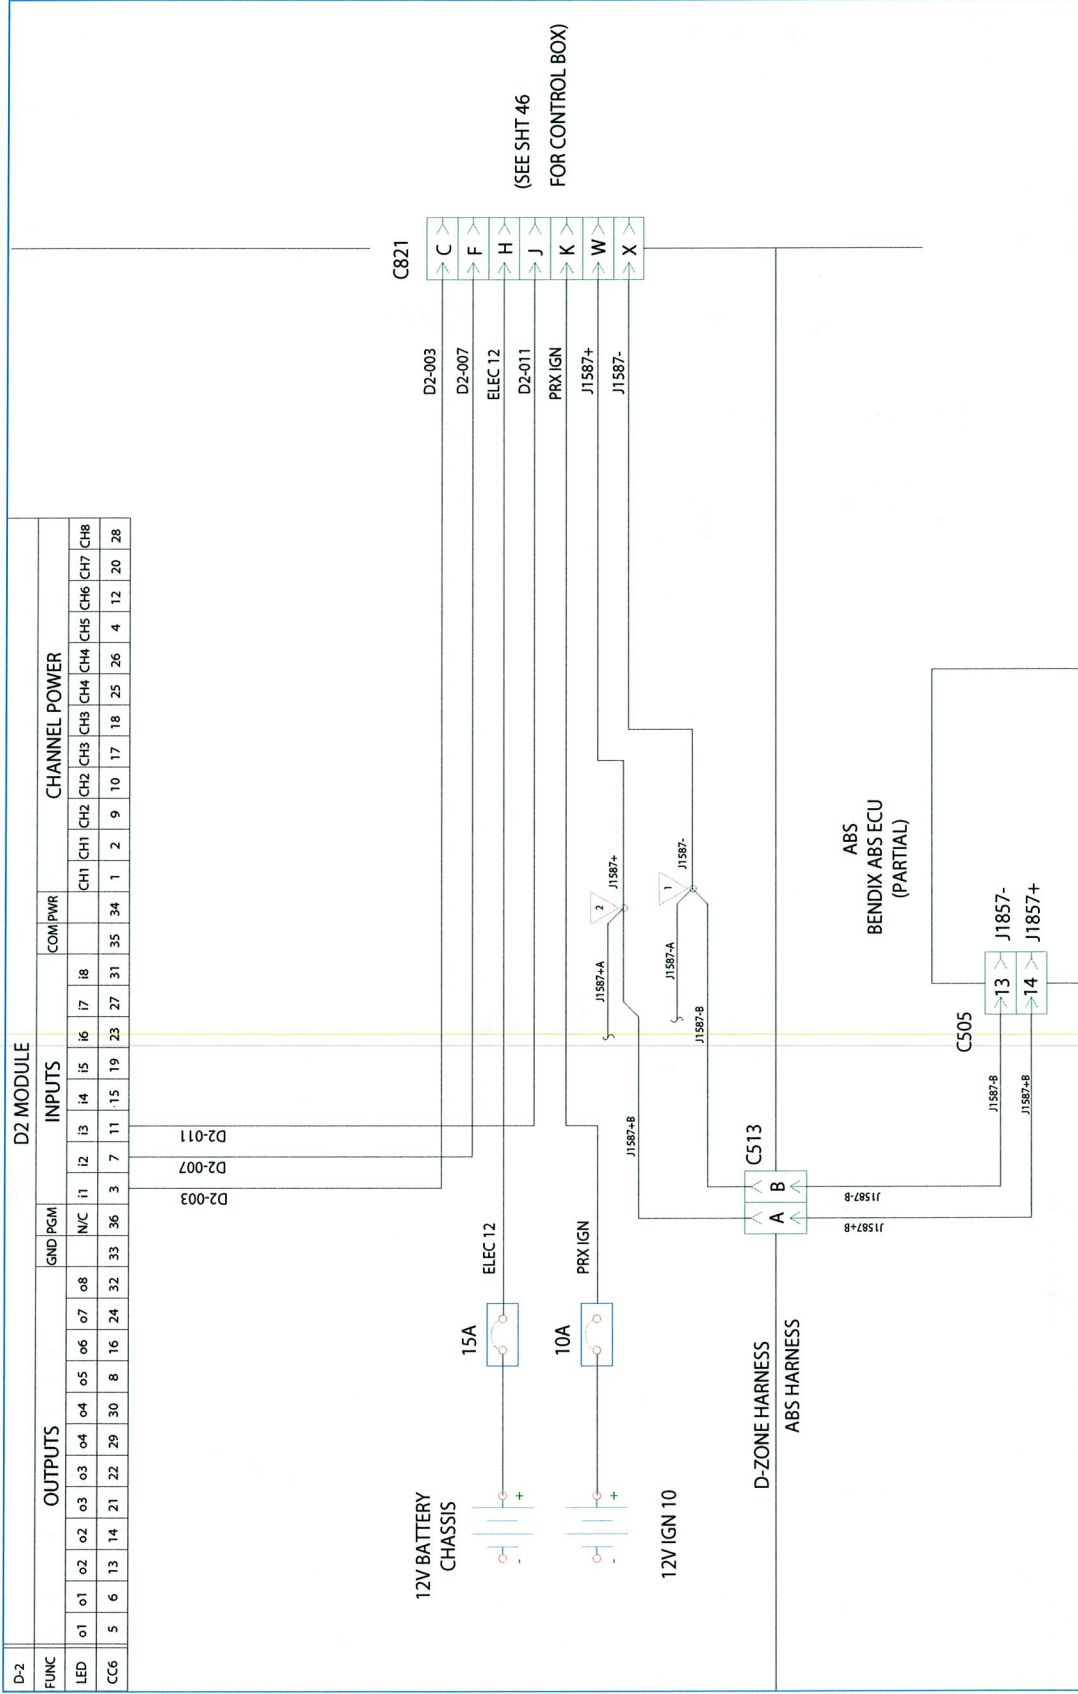 D-2
D2 MODULE
FUNC
OUTPUTS
GND PGM
INPUTS
COM PWR
CHANNEL POWER
LED o1 o1 o2 o2 o3 o3 o4 o4 o5 o6 o7 o8 N/C i1 i2 i3 i4 i5 i6 i7 i8 CH1 CH1 CH2 CH2 CH3 CH3 CH4 CH4 CH5 CH6 CH7 CH8
CC6 5 6 13 14 21 22 29 30 8 16 24 32 33 36 3 7 11 15 19 23 27 31 35 34 1 2 9 10 17 18 25 26 4 12 20 28
D2-003
D2-007
D2-011
C821
D2-003 C
D2-007 F
ELEC 12 H
D2-011 J
PRX IGN K
J1587+ W
J1587- X
(SEE SHT 46
FOR CONTROL BOX)
12V BATTERY
CHASSIS
- +
15A
ELEC 12
12V IGN 10
- +
10A
PRX IGN
2
J1587+
J1587+A
J1587+B
1
J1587-
J1587-A
J1587-B
C513
A B
D-ZONE HARNESS
ABS HARNESS
J1587+B
J1587-B
ABS
BENDIX ABS ECU
(PARTIAL)
C505
J1587-B 13 J1857-
J1587+B 14 J1857+